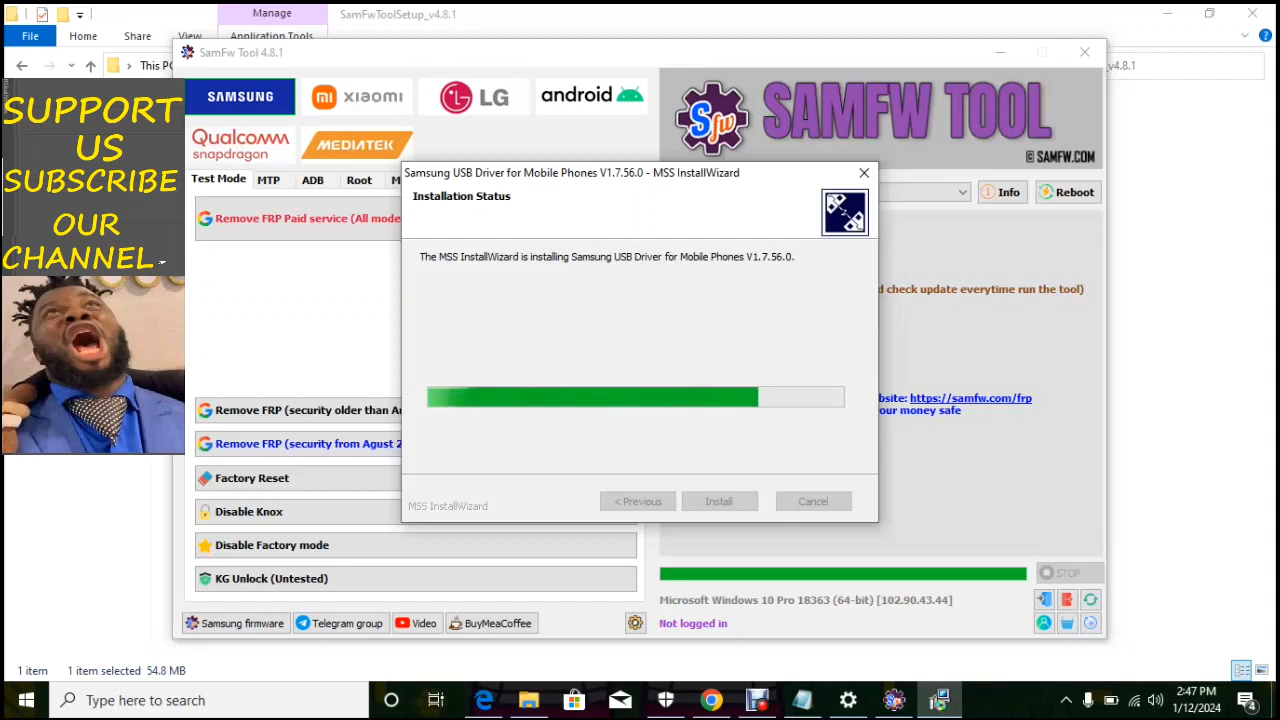 Manage
SamFwToolSetup_v4.8.1
File
Home
Share
View
Application Tools
This PC
_v4.8.1
SamFw Tool 4.8.1
SUPPORT
US
SUBSCRIBE
OUR
CHANNEL.
SAMSUNG
xiaomi
LG
android
Qualcomm
snapdragon
MEDIATEK
Sfw
SAMFW TOOL
© SAMFW.COM
Test Mode
MTP
ADB
Root
Info
Reboot
Remove FRP Paid service (All mode
Samsung USB Driver for Mobile Phones V1.7.56.0 - MSS InstallWizard
Installation Status
The MSS InstallWizard is installing Samsung USB Driver for Mobile Phones V1.7.56.0.
MSS InstallWizard
< Previous
Install
Cancel
d check update everytime run the tool)
bsite: https://samfw.com/frp
our money safe
Remove FRP (security older than Au
Remove FRP (security from Agust 2
Factory Reset
Disable Knox
Disable Factory mode
KG Unlock (Untested)
STOP
Microsoft Windows 10 Pro 18363 (64-bit) [102.90.43.44]
Not logged in
Samsung firmware
Telegram group
Video
BuyMeaCoffee
1 item
1 item selected 54.8 MB
Type here to search
2:47 PM
1/12/2024
4